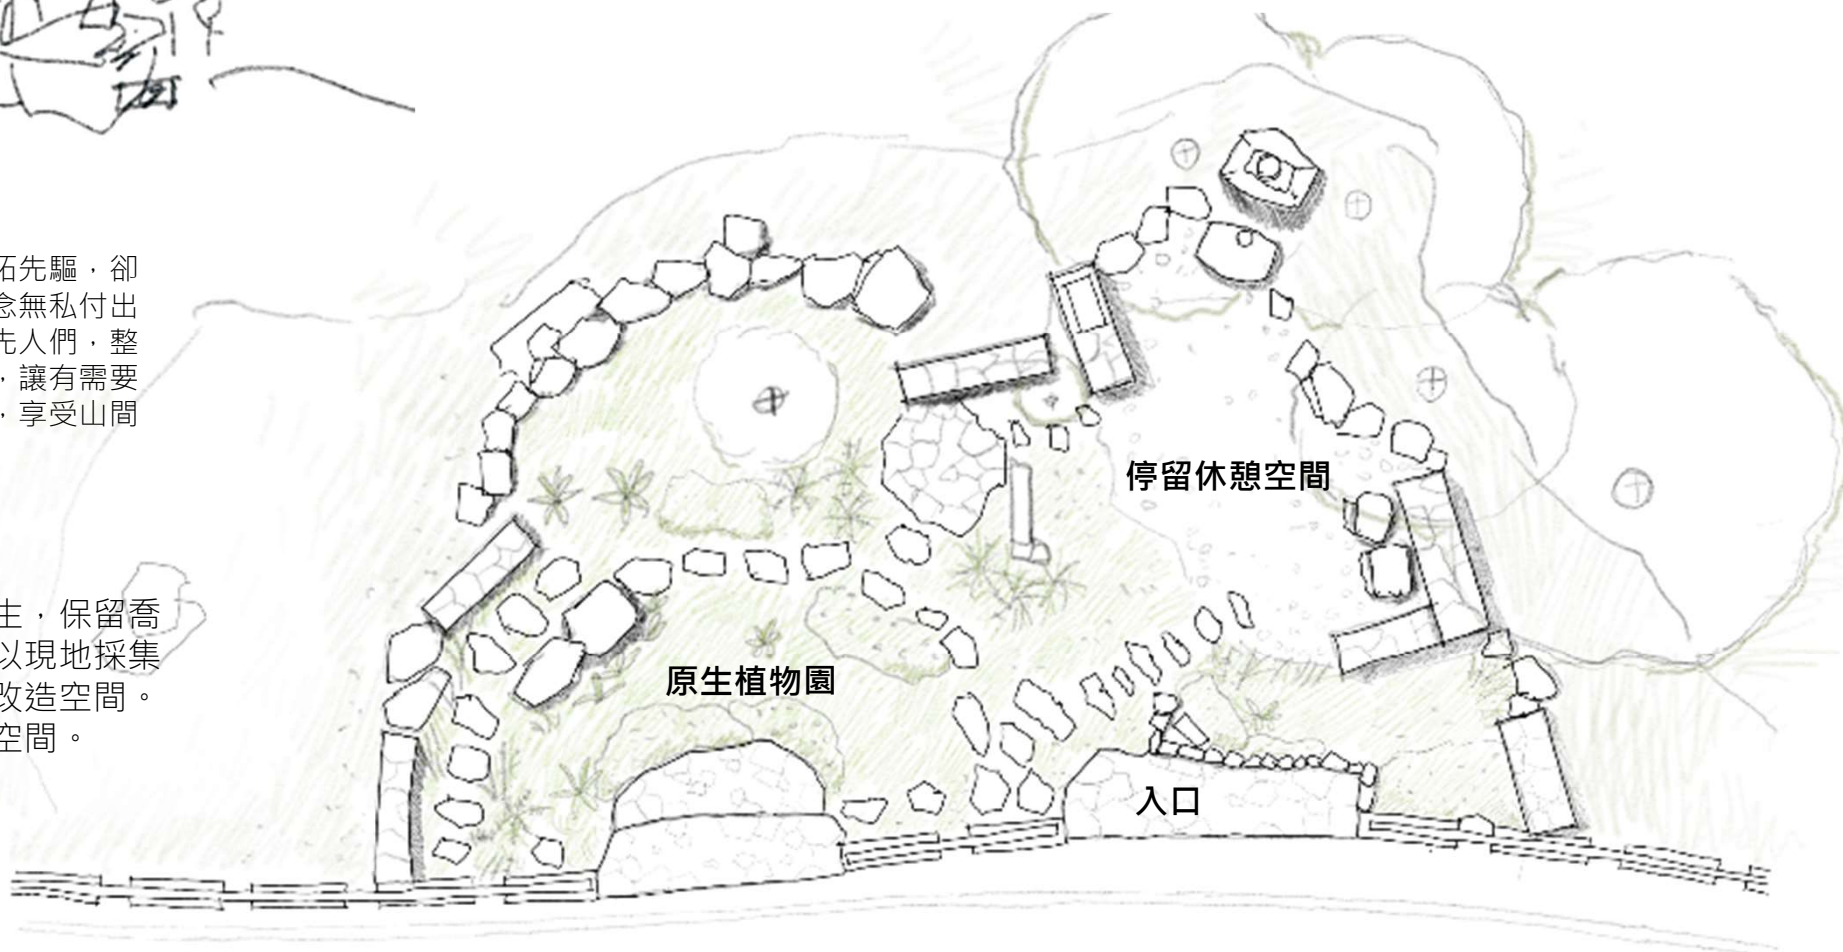 拓先驅，卻
念無私付出
先人們，整
，讓有需要
，享受山間
生，保留喬
以現地採集
改造空間。
空間。
停留休憩空間
原生植物園
入口